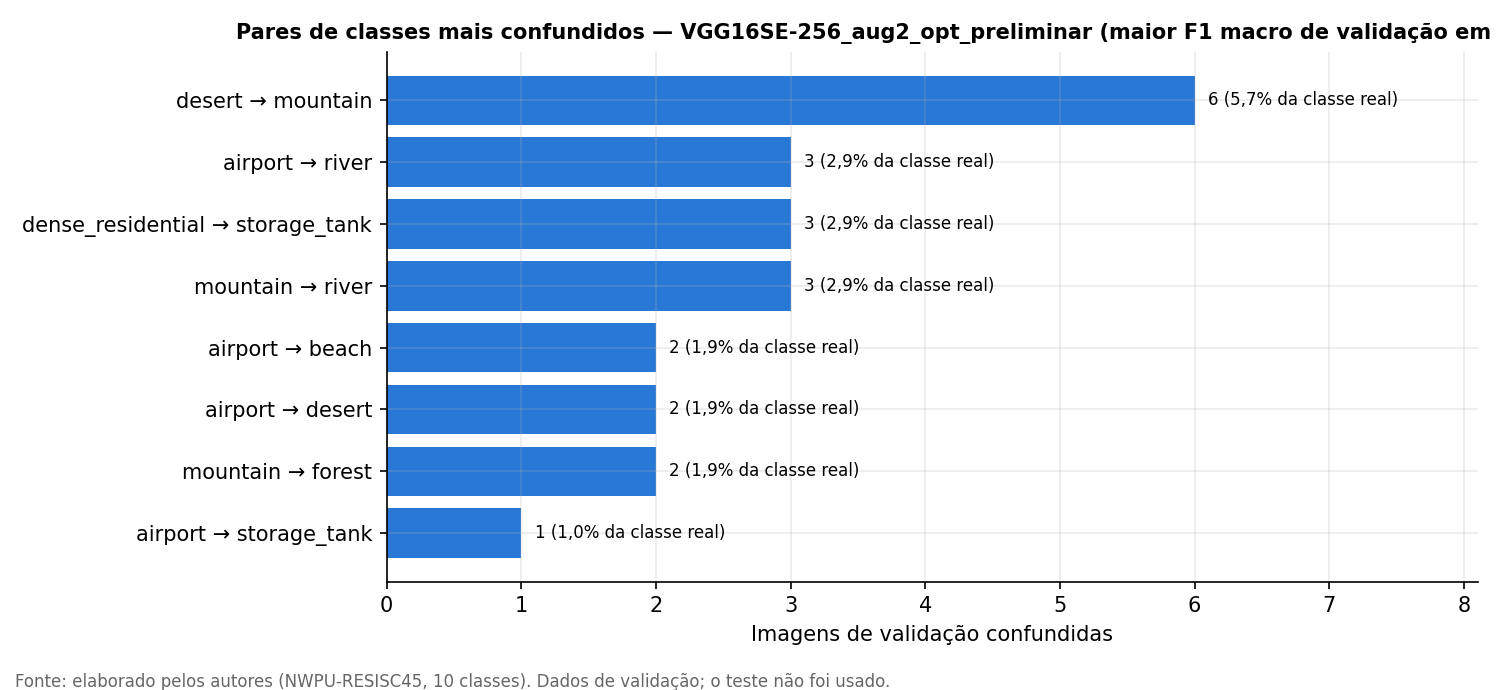 Pares de classes mais confundidos — VGG16SE-256_aug2_opt_preliminar (maior F1 macro de validação em
desert → mountain
6 (5,7% da classe real)
airport → river
3 (2,9% da classe real)
dense_residential → storage_tank
3 (2,9% da classe real)
mountain → river
3 (2,9% da classe real)
airport → beach
2 (1,9% da classe real)
airport → desert
2 (1,9% da classe real)
mountain → forest
2 (1,9% da classe real)
airport → storage_tank
1 (1,0% da classe real)
0 1 2 3 4 5 6 7 8
Imagens de validação confundidas
Fonte: elaborado pelos autores (NWPU-RESISC45, 10 classes). Dados de validação; o teste não foi usado.